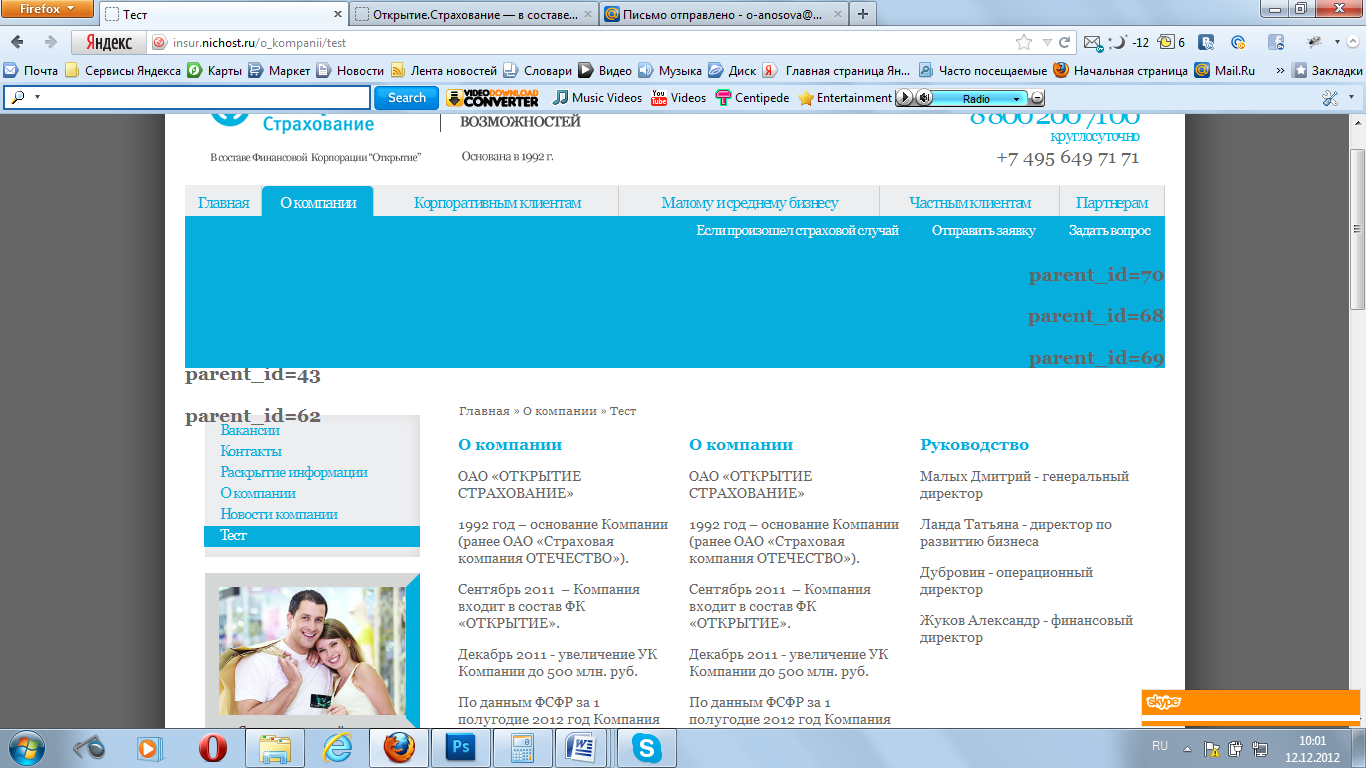 Firefox
Тест
Открытие.Страхование — в составе...
Письмо отправлено - o-anosova@...
Яндекс
insur.nichost.ru/o_kompanii/test
-12
6
Почта
Сервисы Яндекса
Карты
Маркет
Новости
Лента новостей
Словари
Видео
Музыка
Диск
Главная страница Ян...
Часто посещаемые
Начальная страница
Mail.Ru
»
Закладки
Search
VIDEO DOWNLOAD CONVERTER
Music Videos
You Tube
Videos
Centipede
Entertainment
Radio
Страхование
ВОЗМОЖНОСТЕЙ
8 800 200 71 00
круглосуточно
В составе Финансовой Корпорации “Открытие”
Основана в 1992 г.
+7 495 649 71 71
Главная
О компании
Корпоративным клиентам
Малому и среднему бизнесу
Частным клиентам
Партнерам
Если произошел страховой случай
Отправить заявку
Задать вопрос
parent_id=70
parent_id=68
parent_id=69
parent_id=43
parent_id=62
Вакансии
Контакты
Раскрытие информации
О компании
Новости компании
Тест
Главная » О компании » Тест
О компании
ОАО «ОТКРЫТИЕ
СТРАХОВАНИЕ»
1992 год – основание Компании
(ранее ОАО «Страховая
компания ОТЕЧЕСТВО»).
Сентябрь 2011 – Компания
входит в состав ФК
«ОТКРЫТИЕ».
Декабрь 2011 - увеличение УК
Компании до 500 млн. руб.
По данным ФСФР за 1
полугодие 2012 год Компания
О компании
ОАО «ОТКРЫТИЕ
СТРАХОВАНИЕ»
1992 год – основание Компании
(ранее ОАО «Страховая
компания ОТЕЧЕСТВО»).
Сентябрь 2011 – Компания
входит в состав ФК
«ОТКРЫТИЕ».
Декабрь 2011 - увеличение УК
Компании до 500 млн. руб.
По данным ФСФР за 1
полугодие 2012 год Компания
Руководство
Малых Дмитрий - генеральный
директор
Ланда Татьяна - директор по
развитию бизнеса
Дубровин - операционный
директор
Жуков Александр - финансовый
директор
skype
Ps
RU
10:01
12.12.2012